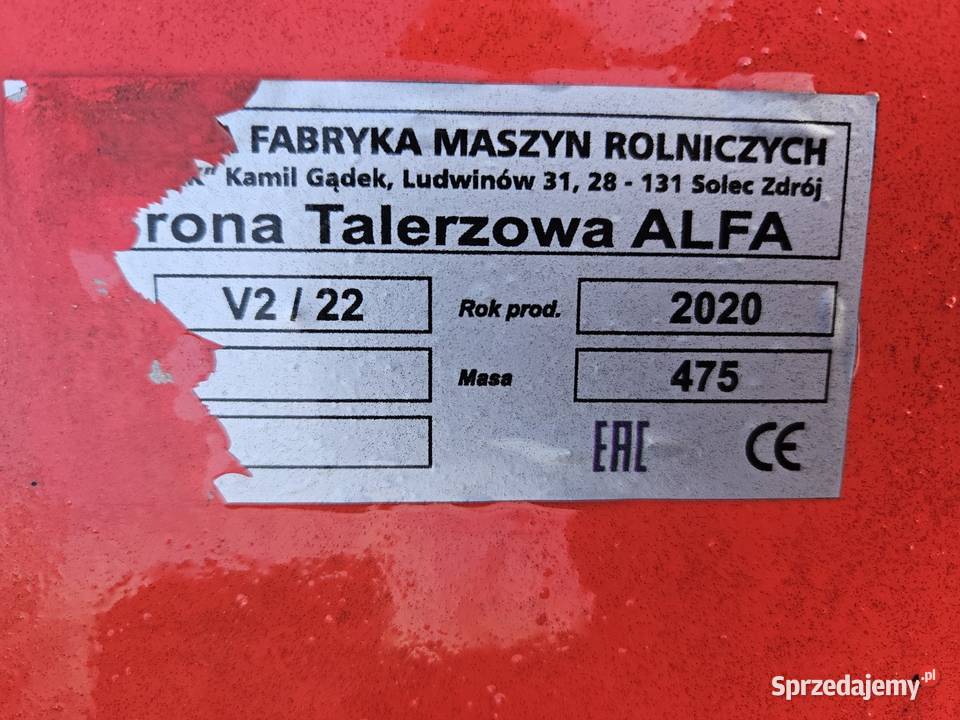 A FABRYKA MASZYN ROLNICZYCH
K" Kamil Gądek, Ludwinów 31, 28 - 131 Solec Zdrój
rona Talerzowa ALFA
V2 / 22 Rok prod. 2020
Masa 475
EAC CE
Sprzedajemy.pl